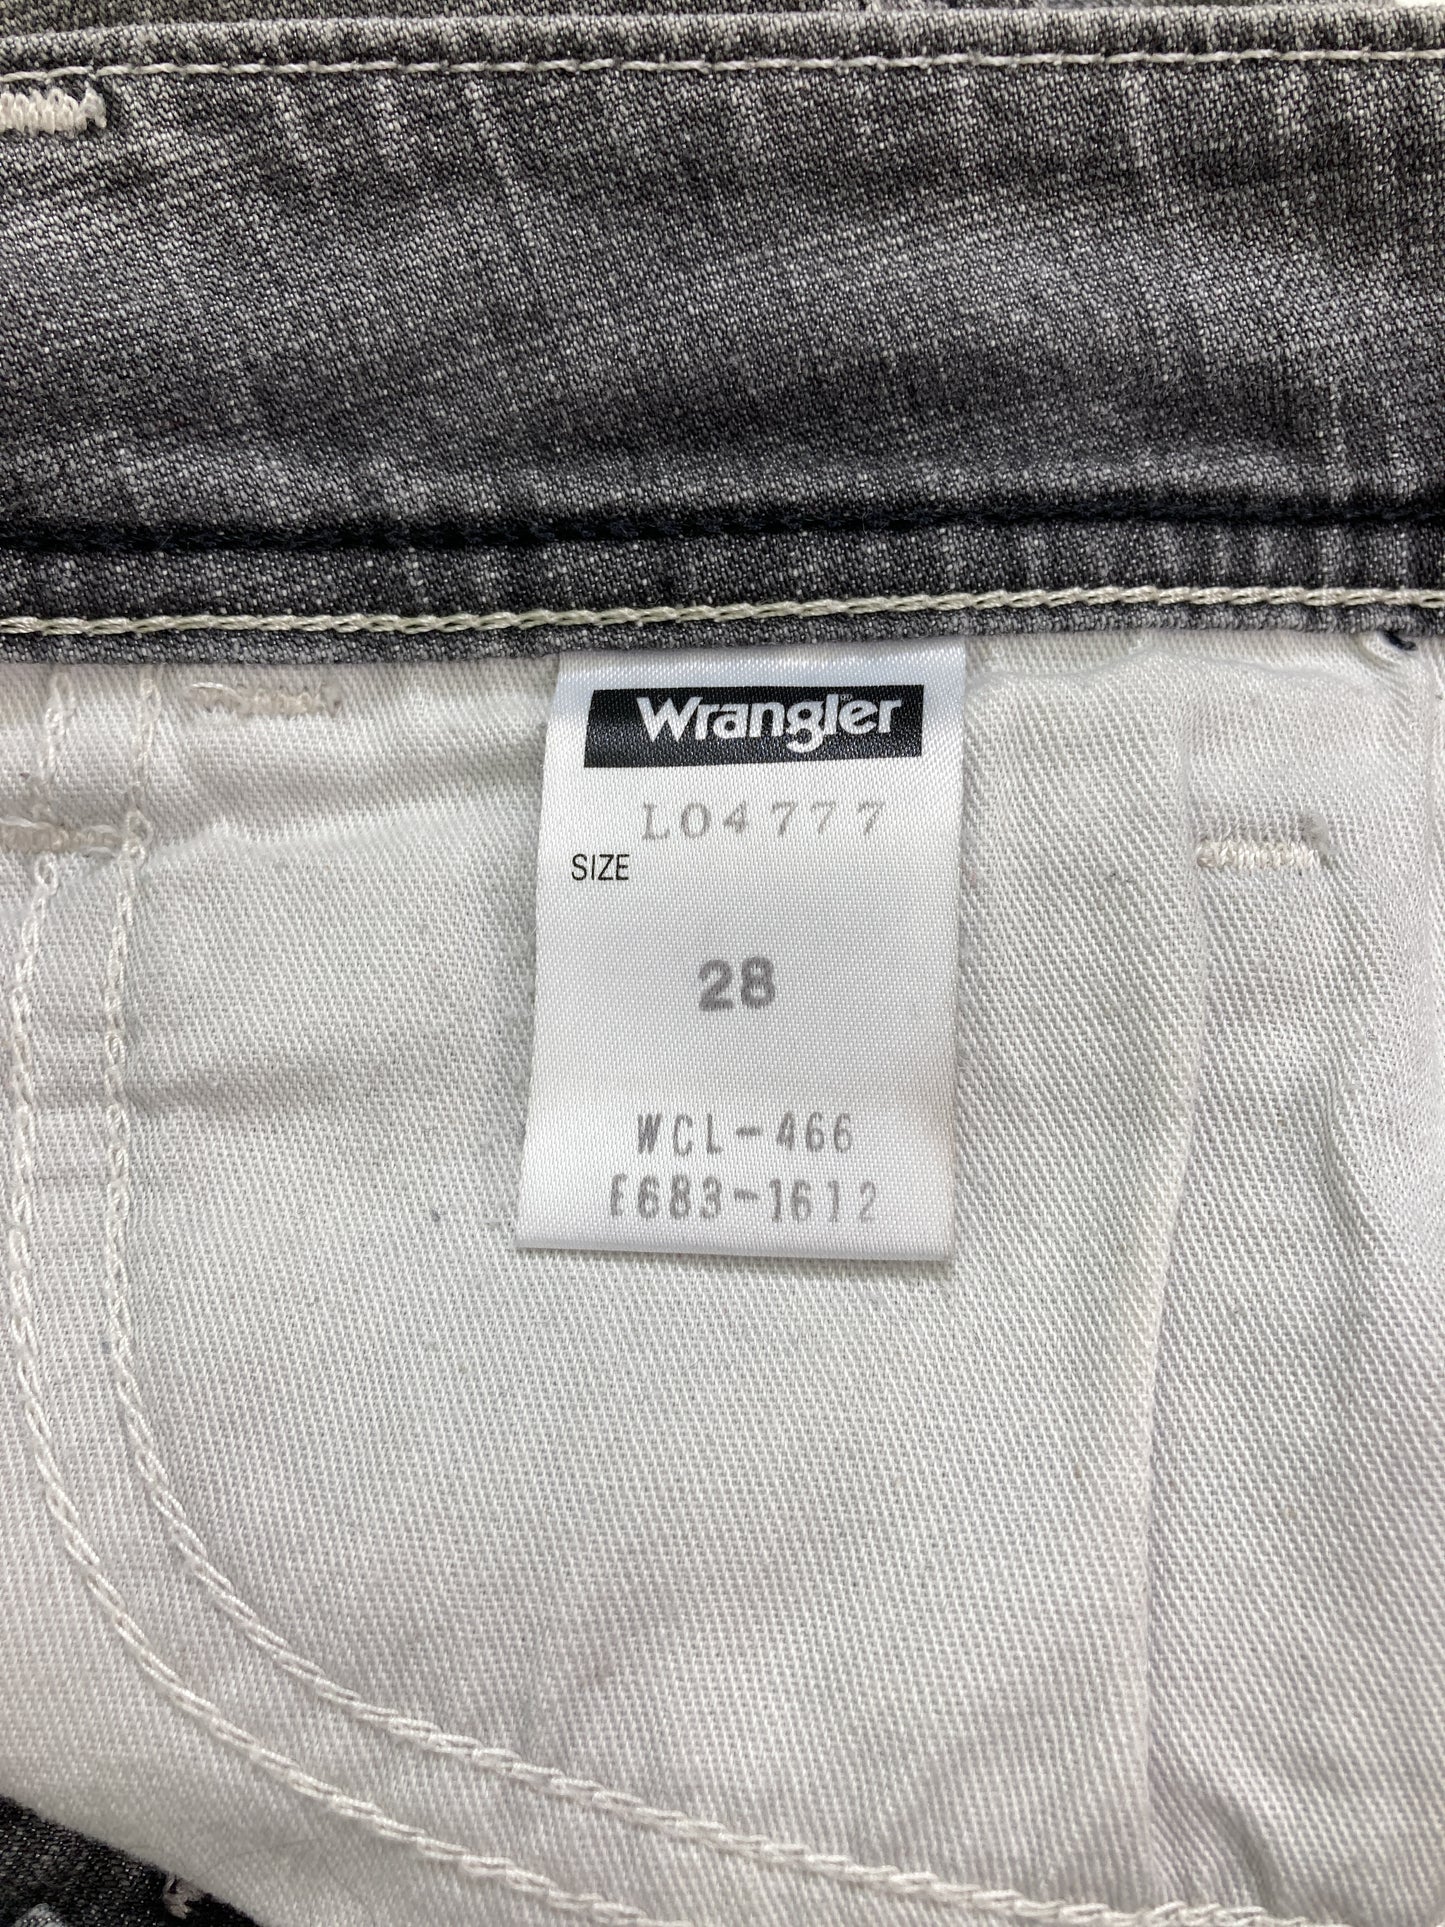 Wrangler®
L04777
SIZE
28
WCL-466
E683-1612